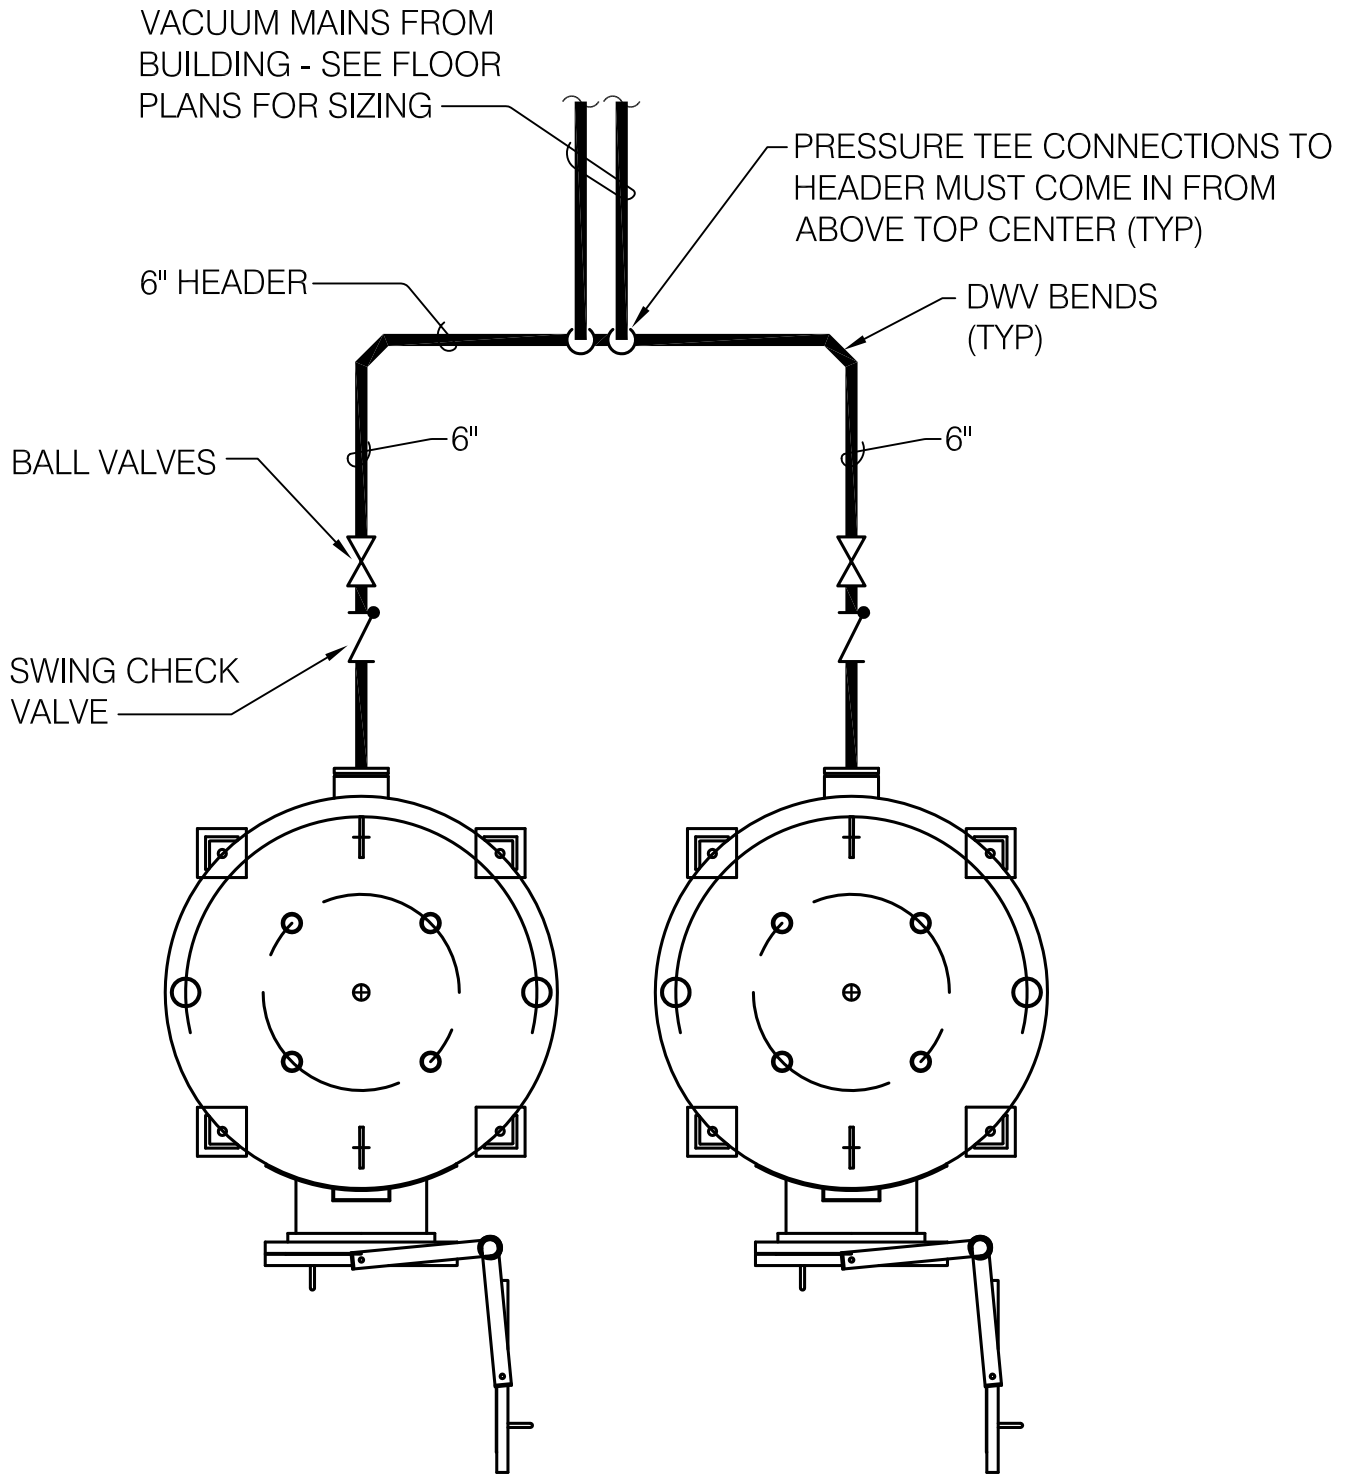 VACUUM MAINS FROM
BUILDING - SEE FLOOR
PLANS FOR SIZING
PRESSURE TEE CONNECTIONS TO
HEADER MUST COME IN FROM
ABOVE TOP CENTER (TYP)
6" HEADER
DWV BENDS
(TYP)
6"
6"
BALL VALVES
SWING CHECK
VALVE